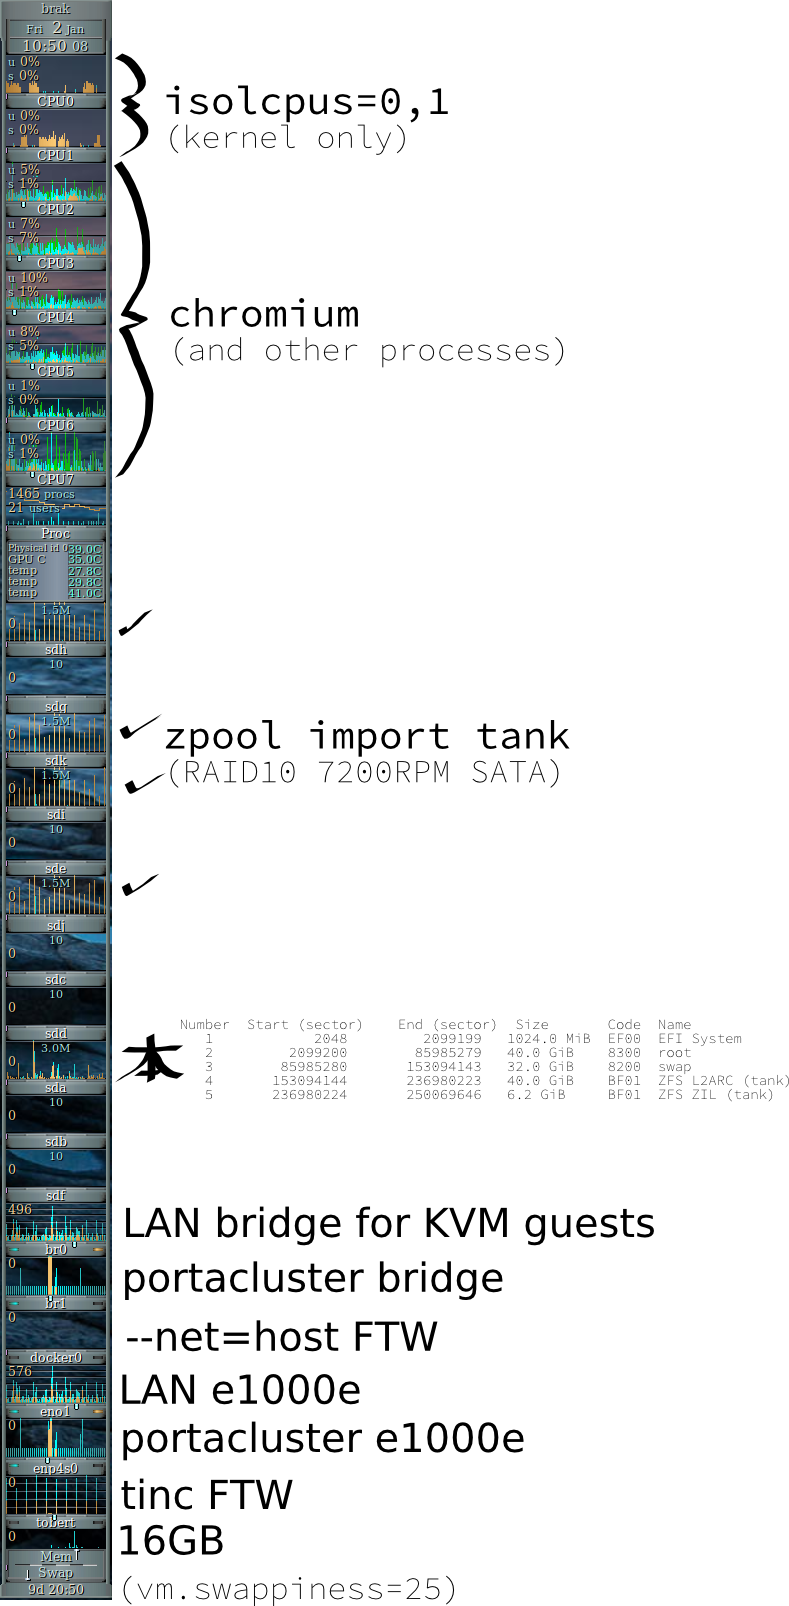 brak
Fri 2 Jan
10:50 08
u 0%
s 0%
CPU0
isolcpus=0,1
(kernel only)
u 0%
s 0%
CPU1
u 5%
s 1%
CPU2
u 7%
s 7%
CPU3
u 10%
s 1%
CPU4
chromium
(and other processes)
u 8%
s 5%
CPU5
u 1%
s 0%
CPU6
u 0%
s 1%
CPU7
1465 procs
21 users
Proc
Physical id 0 39.0C
GPU C 35.0C
temp 27.8C
temp 29.8C
temp 41.0C
1.5M
0
sdh
10
0
sdg
1.5M
0
zpool import tank
(RAID10 7200RPM SATA)
sdk
1.5M
0
sdi
10
0
sde
1.5M
0
sdj
10
0
sdc
10
0
sdd
3.0M
0
本
Number Start (sector) End (sector) Size Code Name
1 2048 2099199 1024.0 MiB EF00 EFI System
2 2099200 85985279 40.0 GiB 8300 root
3 85985280 153094143 32.0 GiB 8200 swap
4 153094144 236980223 40.0 GiB BF01 ZFS L2ARC (tank)
5 236980224 250069646 6.2 GiB BF01 ZFS ZIL (tank)
sda
10
0
sdb
10
0
sdf
496
LAN bridge for KVM guests
br0
0
portacluster bridge
br1
0
--net=host FTW
docker0
576
LAN e1000e
eno1
0
portacluster e1000e
enp4s0
0
tinc FTW
tobert
0
16GB
Mem
Swap
9d 20:50
(vm.swappiness=25)